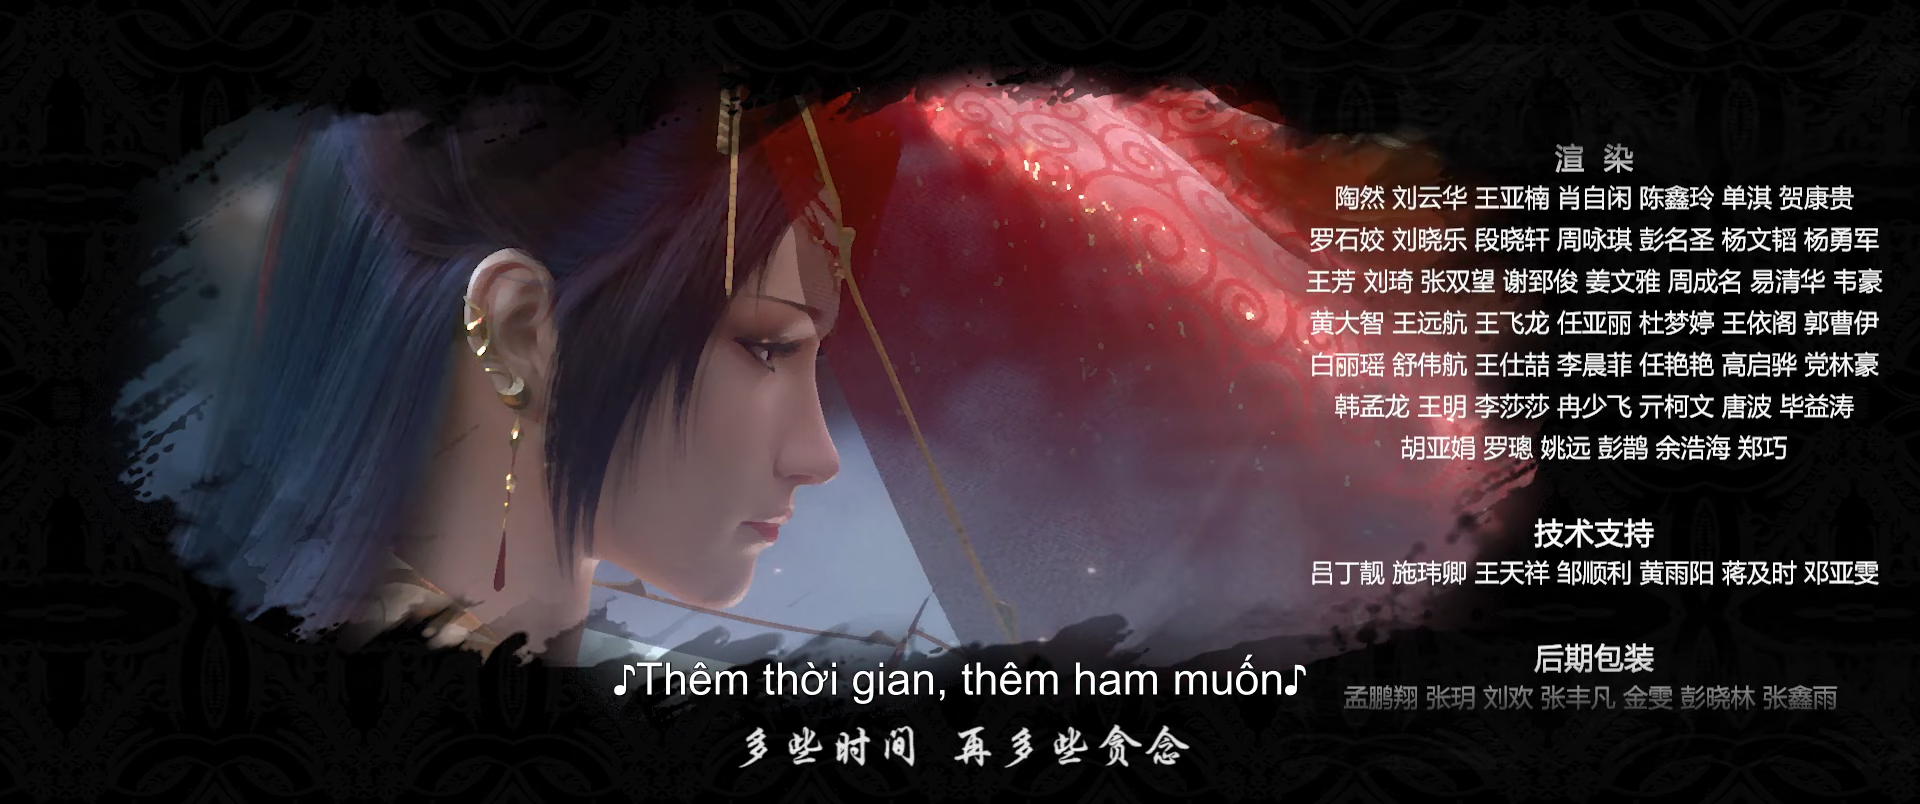 渲 染
陶然 刘云华 王亚楠 肖自闲 陈鑫玲 单淇 贺康贵
罗石姣 刘晓乐 段晓轩 周咏琪 彭名圣 杨文韬 杨勇军
王芳 刘琦 张双望 谢郅俊 姜文雅 周成名 易清华 韦豪
黄大智 王远航 王飞龙 任亚丽 杜梦婷 王依阁 郭曹伊
白丽瑶 舒伟航 王仕喆 李晨菲 任艳艳 高启骅 党林豪
韩孟龙 王明 李莎莎 冉少飞 亓柯文 唐波 毕益涛
胡亚娟 罗璁 姚远 彭鹊 余浩海 郑巧
技术支持
吕丁靓 施玮卿 王天祥 邹顺利 黄雨阳 蒋及时 邓亚雯
后期包装
孟鹏翔 张玥 刘欢 张丰凡 金雯 彭晓林 张鑫雨
♪Thêm thời gian, thêm ham muốn♪
多些时间 再多些贪念